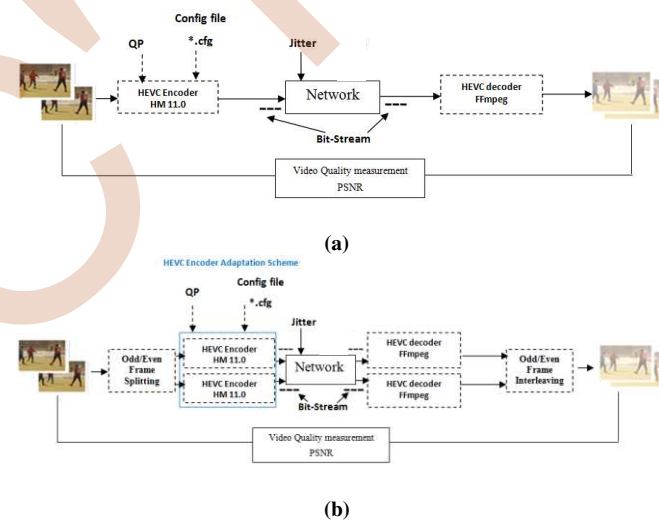 Config file
*.cfg
QP
Jitter
HEVC Encoder
HM 11.0
Network
HEVC decoder
FFmpeg
Bit-Stream
Video Quality measurement
PSNR
(a)
HEVC Encoder Adaptation Scheme
Config file
*.cfg
QP
Jitter
Odd/Even
Frame
Splitting
HEVC Encoder
HM 11.0
HEVC Encoder
HM 11.0
Network
HEVC decoder
FFmpeg
HEVC decoder
FFmpeg
Odd/Even
Frame
Interleaving
Bit-Stream
Video Quality measurement
PSNR
(b)